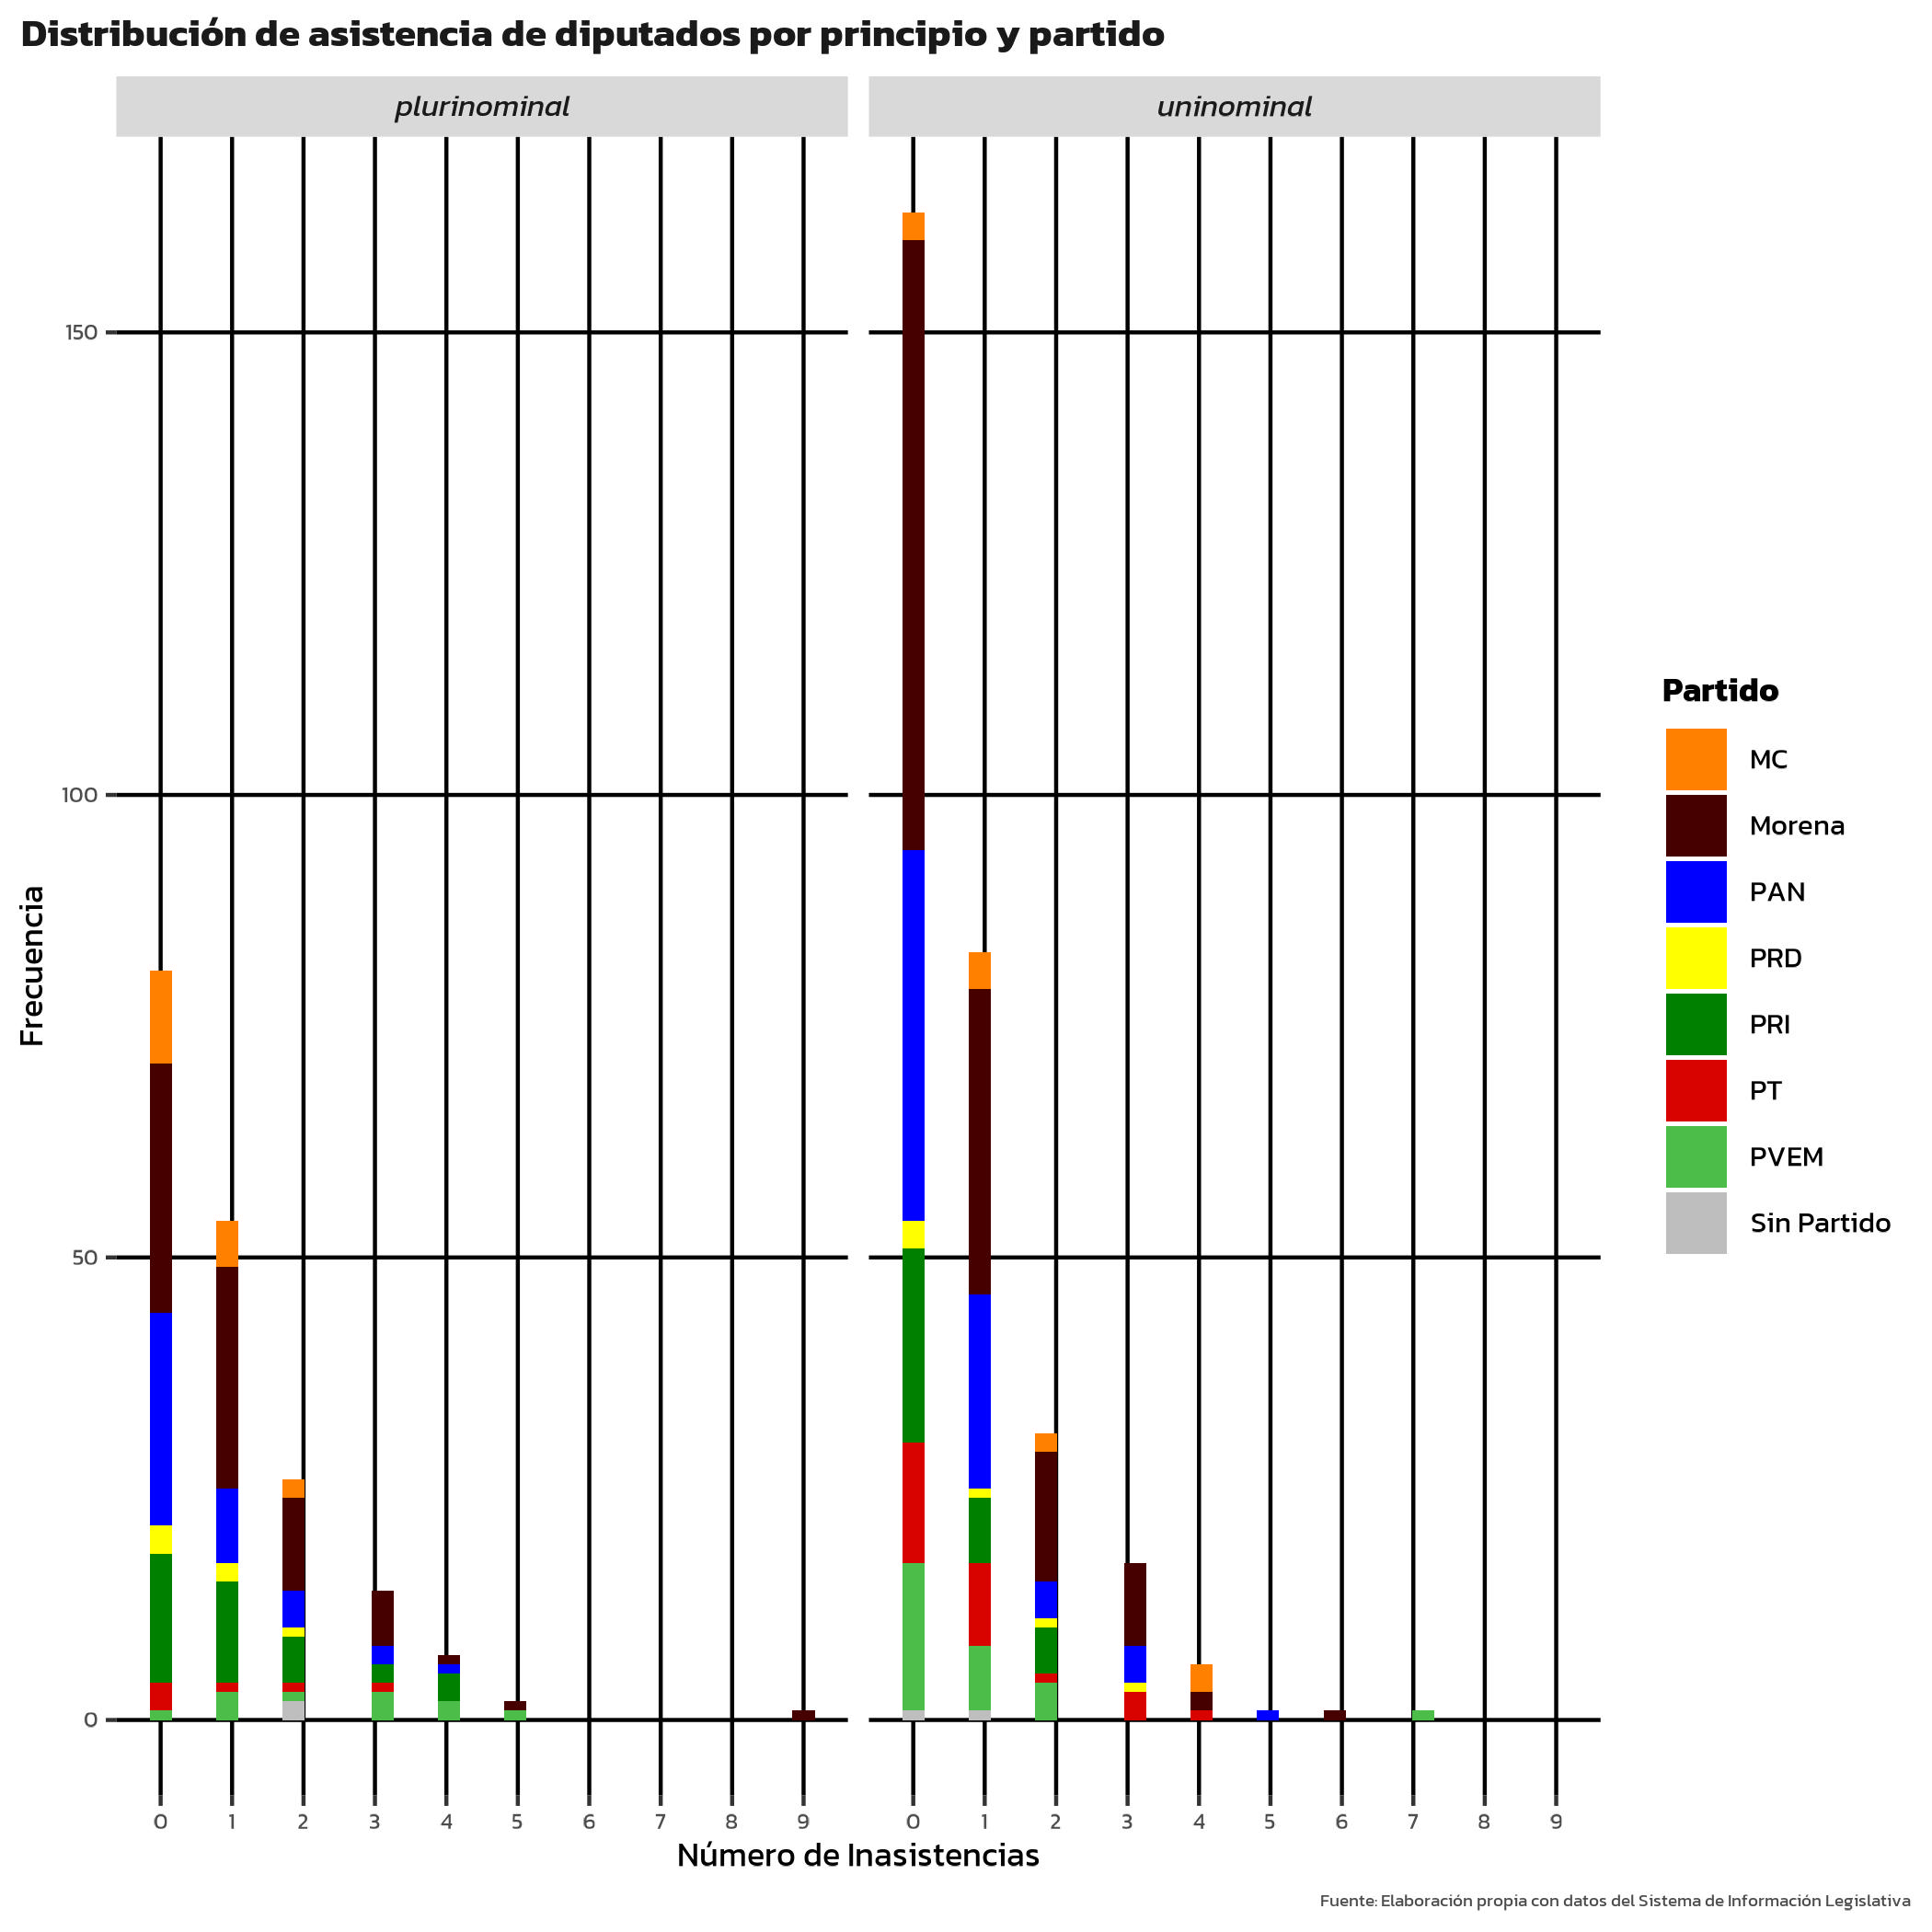 Distribución de asistencia de diputados por principio y partido
plurinominal
uninominal
150
100
50
0
Frecuencia
0 1 2 3 4 5 6 7 8 9
0 1 2 3 4 5 6 7 8 9
Número de Inasistencias
Partido
MC
Morena
PAN
PRD
PRI
PT
PVEM
Sin Partido
Fuente: Elaboración propia con datos del Sistema de Información Legislativa